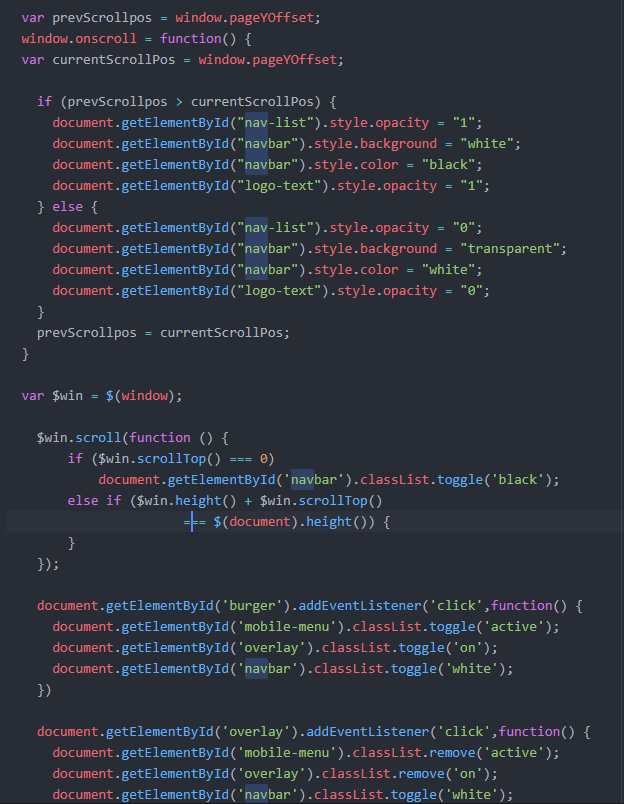 var prevScrollpos = window.pageYOffset;
window.onscroll = function() {
var currentScrollPos = window.pageYOffset;
if (prevScrollpos > currentScrollPos) {
document.getElementById("nav-list").style.opacity = "1";
document.getElementById("navbar").style.background = "white";
document.getElementById("navbar").style.color = "black";
document.getElementById("logo-text").style.opacity = "1";
} else {
document.getElementById("nav-list").style.opacity = "0";
document.getElementById("navbar").style.background = "transparent";
document.getElementById("navbar").style.color = "white";
document.getElementById("logo-text").style.opacity = "0";
}
prevScrollpos = currentScrollPos;
}
var $win = $(window);
$win.scroll(function () {
if ($win.scrollTop() === 0)
document.getElementById('navbar').classList.toggle('black');
else if ($win.height() + $win.scrollTop()
=== $(document).height()) {
}
});
document.getElementById('burger').addEventListener('click',function() {
document.getElementById('mobile-menu').classList.toggle('active');
document.getElementById('overlay').classList.toggle('on');
document.getElementById('navbar').classList.toggle('white');
})
document.getElementById('overlay').addEventListener('click',function() {
document.getElementById('mobile-menu').classList.remove('active');
document.getElementById('overlay').classList.remove('on');
document.getElementById('navbar').classList.toggle('white');